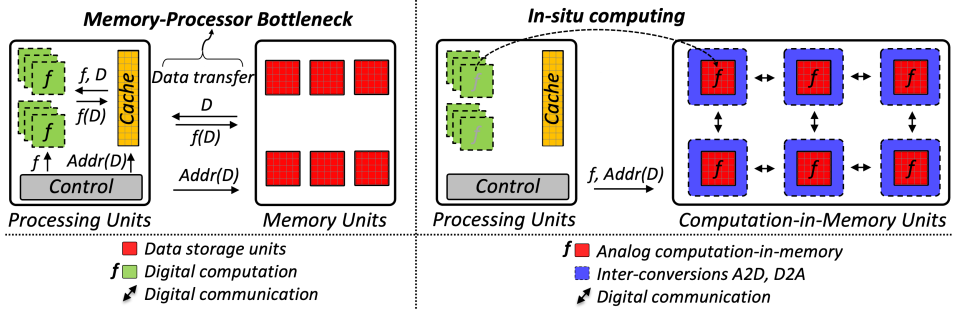 Memory-Processor Bottleneck
f
f, D
f(D)
f
f
Addr(D)
Cache
Control
Processing Units
Data transfer
D
f(D)
Addr(D)
Memory Units
Data storage units
f Digital computation
Digital communication
In-situ computing
f
f
Cache
Control
Processing Units
f, Addr(D)
f f f
f f f
Computation-in-Memory Units
f Analog computation-in-memory
Inter-conversions A2D, D2A
Digital communication